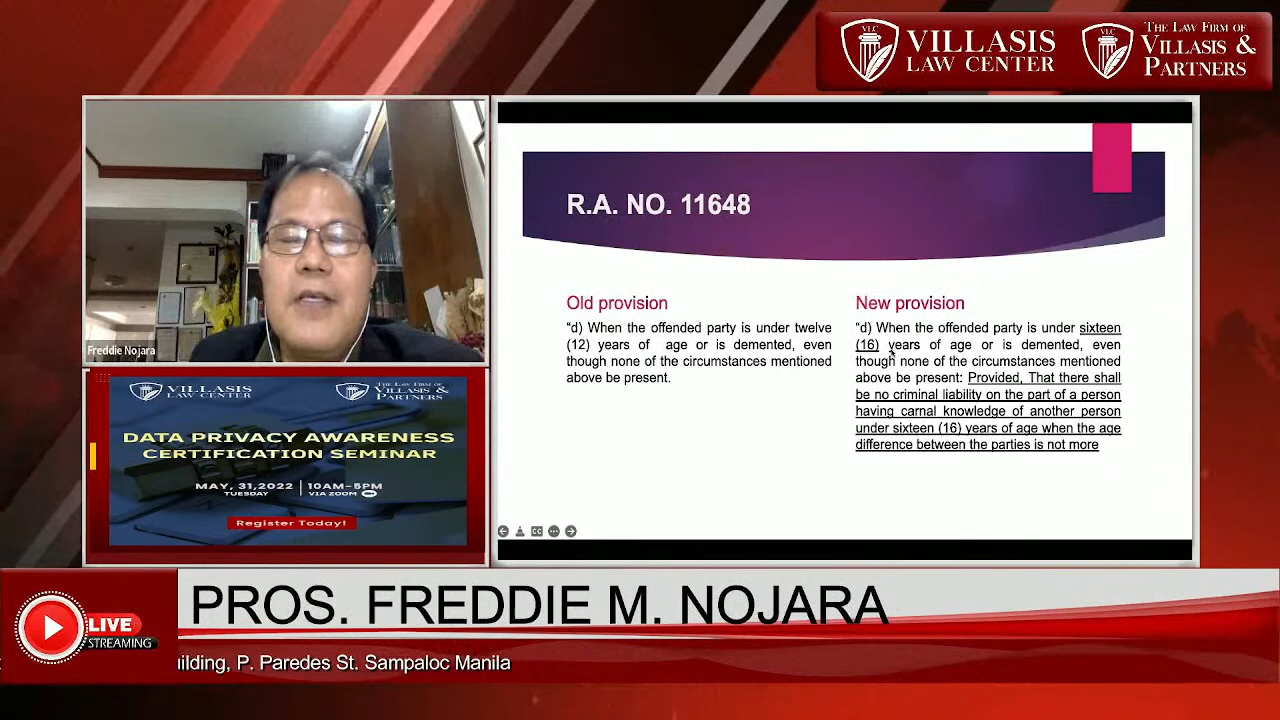 VLC
VILLASIS
LAW CENTER
VLC
THE LAW FIRM OF
VILLASIS &
PARTNERS
Freddie Nojara
R.A. NO. 11648
Old provision
“d) When the offended party is under twelve
(12) years of age or is demented, even
though none of the circumstances mentioned
above be present.
New provision
“d) When the offended party is under sixteen
(16) years of age or is demented, even
though none of the circumstances mentioned
above be present: Provided, That there shall
be no criminal liability on the part of a person
having carnal knowledge of another person
under sixteen (16) years of age when the age
difference between the parties is not more
CC
VILLASIS
LAW CENTER
THE LAW FIRM OF
VILLASIS &
PARTNERS
DATA PRIVACY AWARENESS
CERTIFICATION SEMINAR
MAY, 31,2022
TUESDAY
10AM-5PM
VIA ZOOM
Register Today!
LIVE
STREAMING
PROS. FREDDIE M. NOJARA
uilding, P. Paredes St. Sampaloc Manila